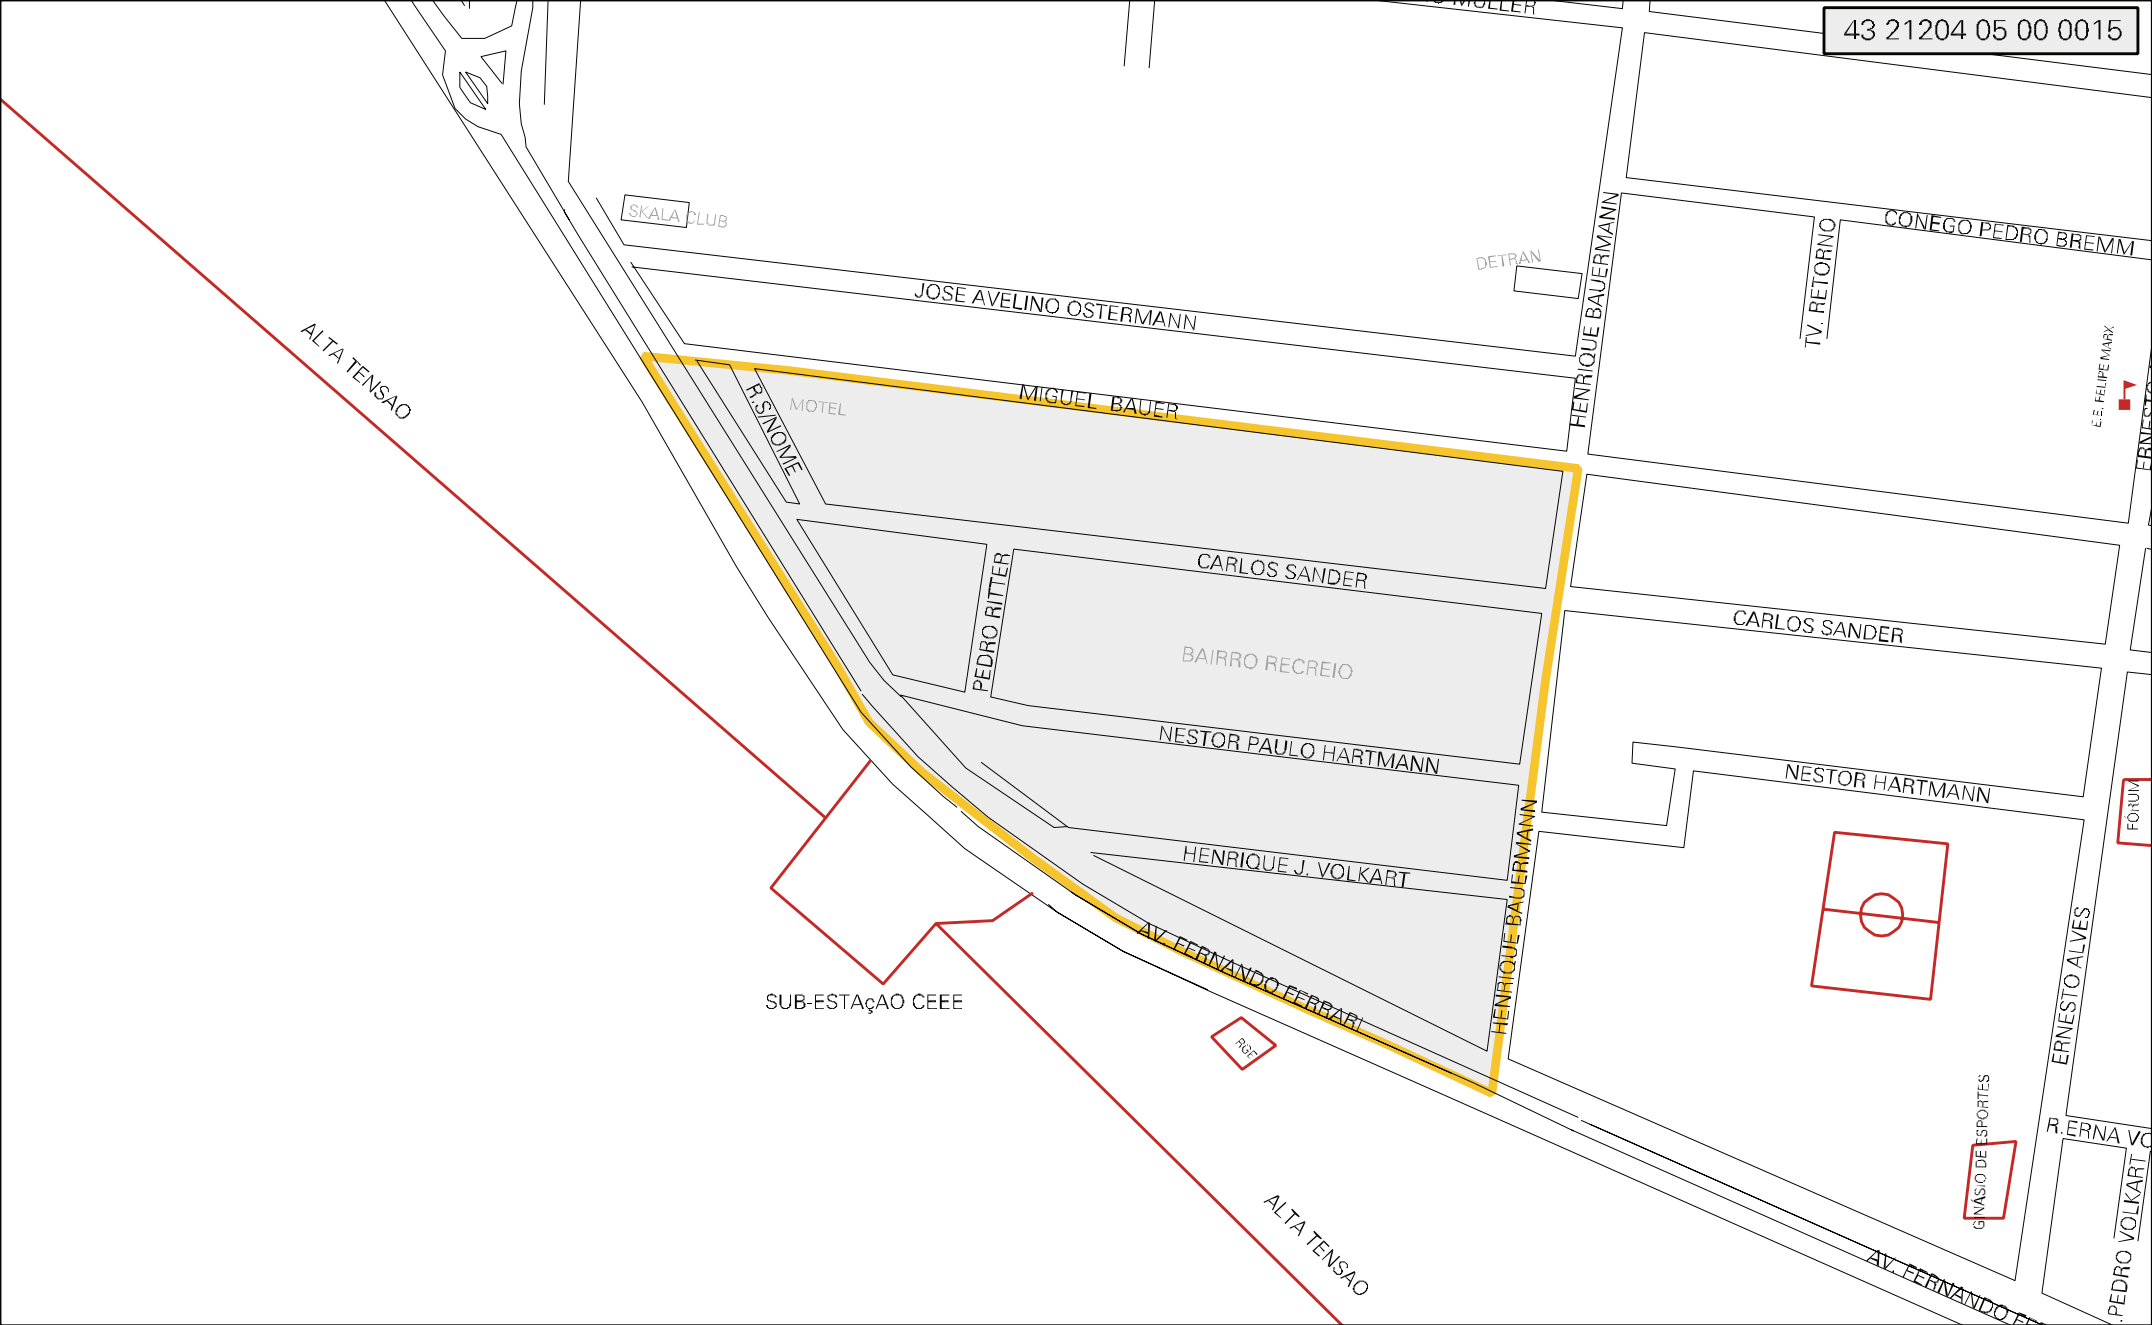 MULLER
43 21204 05 00 0015
SKALA CLUB
CONEGO PEDRO BREMM
HENRIQUE BAUERMANN
TV. RETORNO
DETRAN
JOSE AVELINO OSTERMANN
ALTA TENSAO
E.E. FELIPE MARX
MIGUEL BAUER
R.S/NOME
MOTEL
CARLOS SANDER
PEDRO RITTER
CARLOS SANDER
BAIRRO RECREIO
NESTOR PAULO HARTMANN
NESTOR HARTMANN
FÓRUM
HENRIQUE BAUERMANN
HENRIQUE J. VOLKART
AV. FERNANDO FERRARI
ERNESTO ALVES
SUB-ESTAçAO CEEE
RGE
GINÁSIO DE ESPORTES
R.ERNA VO
PEDRO VOLKART
ALTA TENSAO
AV. FERNANDO